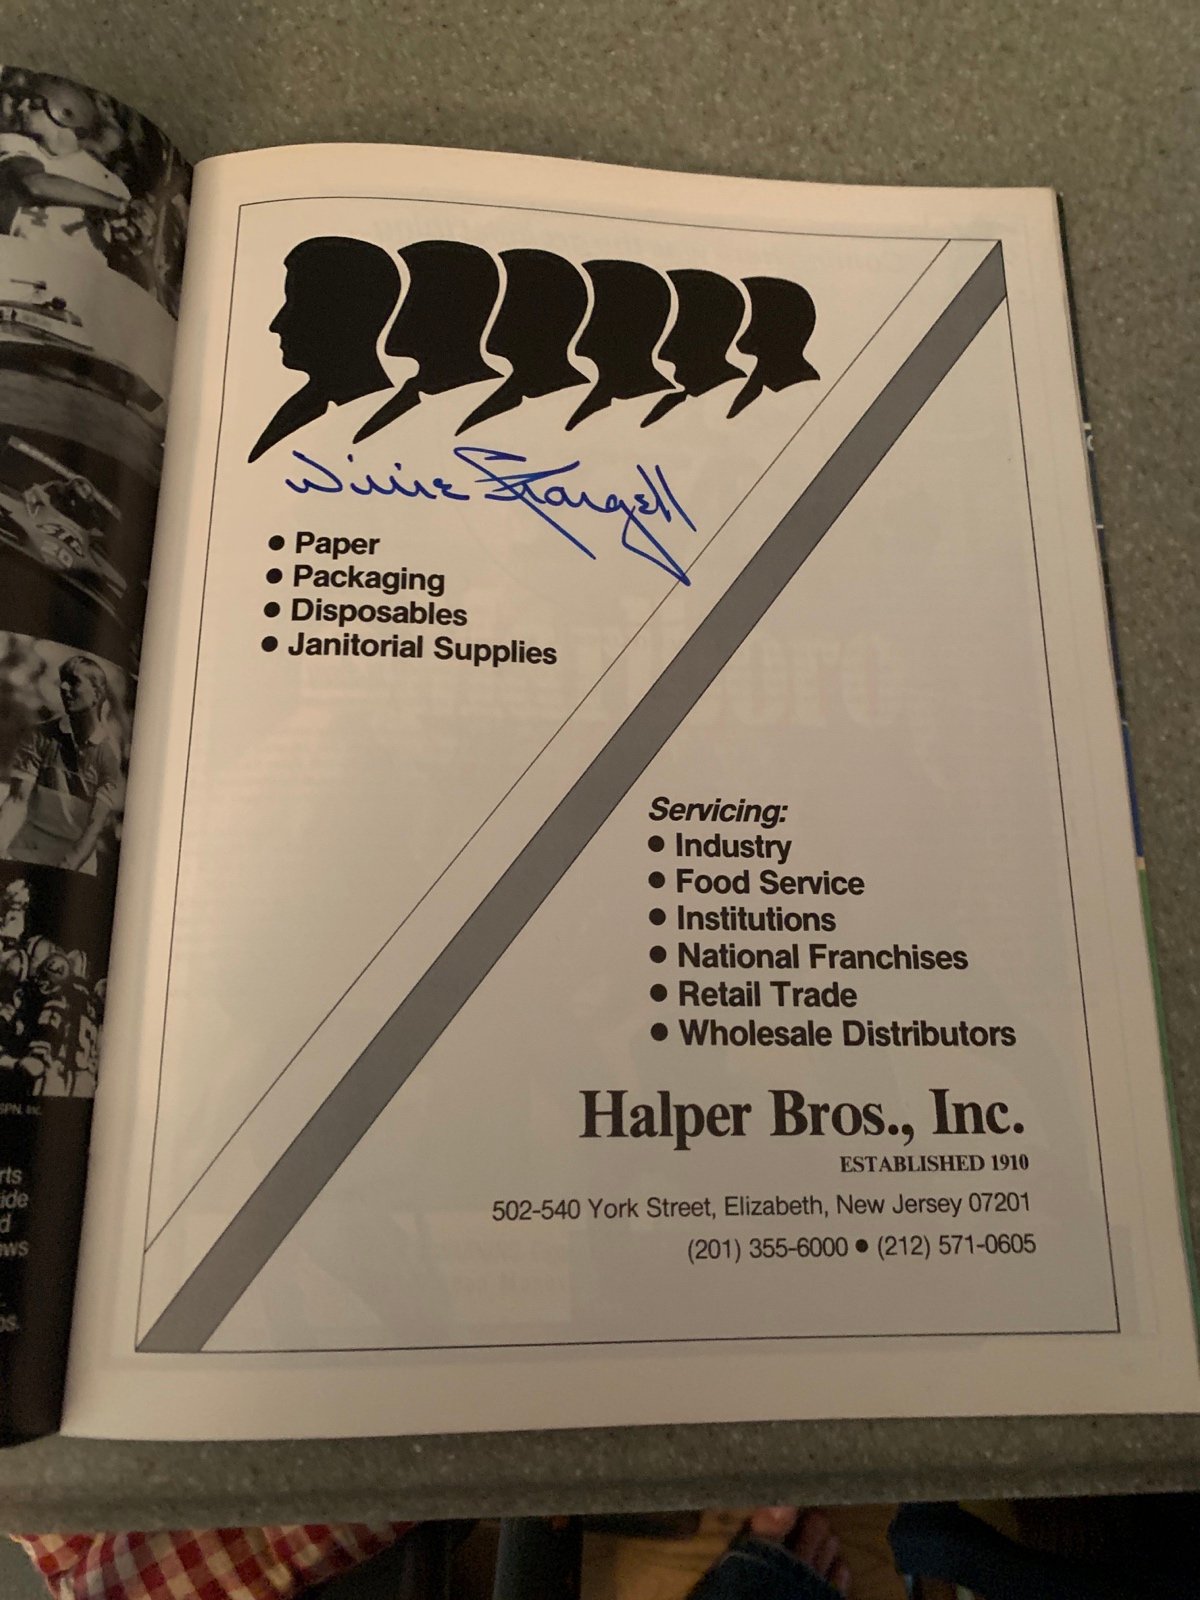 Willie Stargell
● Paper
● Packaging
● Disposables
● Janitorial Supplies
Servicing:
● Industry
● Food Service
● Institutions
● National Franchises
● Retail Trade
● Wholesale Distributors
Halper Bros., Inc.
ESTABLISHED 1910
502-540 York Street, Elizabeth, New Jersey 07201
(201) 355-6000 ● (212) 571-0605